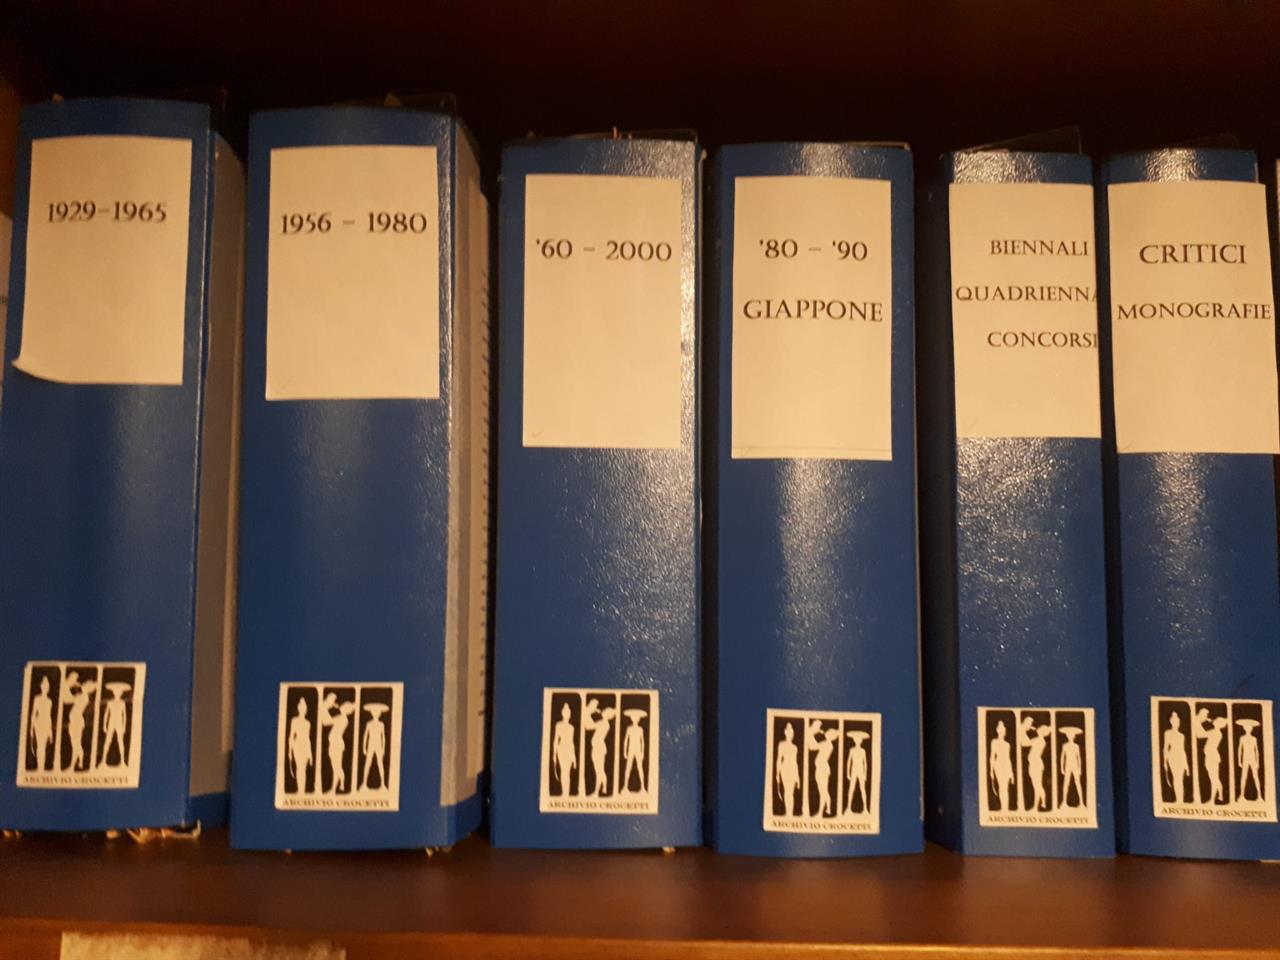 1929-1965
ARCHIVIO CROCETTI
1956 - 1980
ARCHIVIO CROCETTI
'60 - 2000
ARCHIVIO CROCETTI
'80 - '90
GIAPPONE
ARCHIVIO CROCETTI
BIENNALI
QUADRIENNA
CONCORSI
ARCHIVIO CROCETTI
CRITICI
MONOGRAFIE
ARCHIVIO CROCETTI